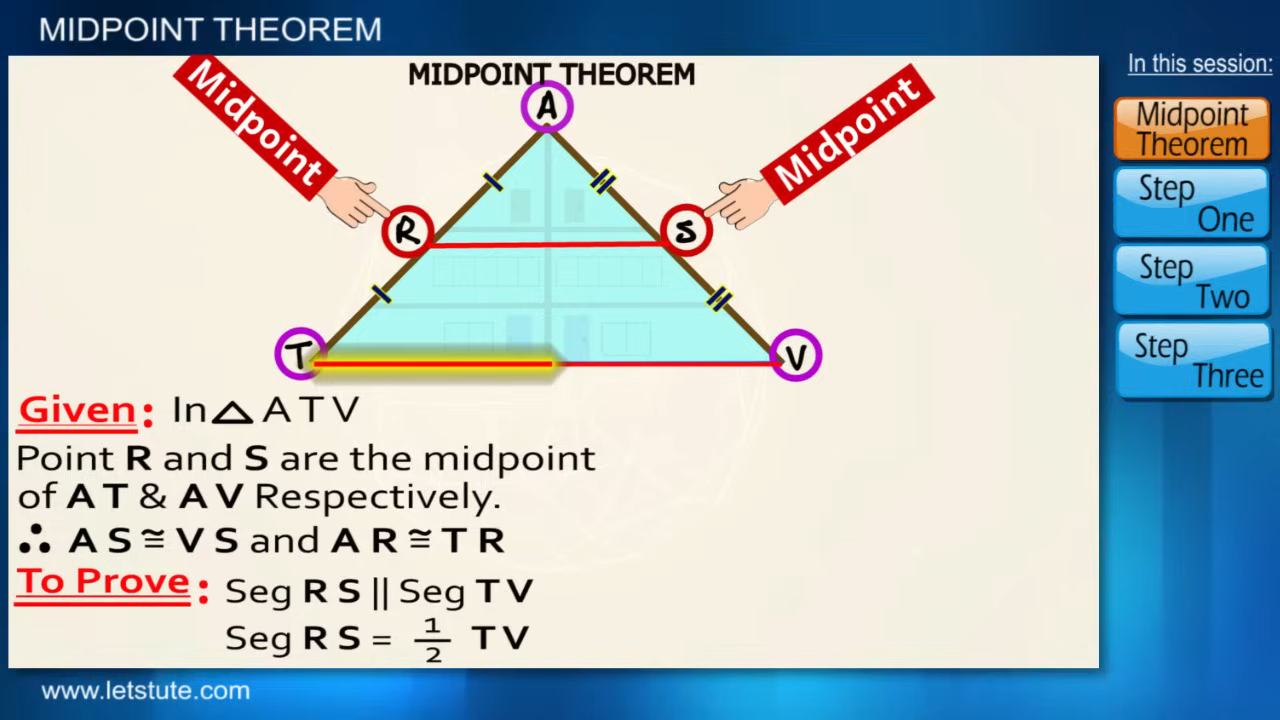 MIDPOINT THEOREM
In this session:
MIDPOINT THEOREM
Midpoint
Midpoint
A
R
S
T
V
Midpoint
Theorem
Step
One
Step
Two
Step
Three
Given: In △ A T V
Point R and S are the midpoint
of A T & A V Respectively.
∴ A S ≅ V S and A R ≅ T R
To Prove: Seg R S || Seg T V
Seg R S = 1/2 T V
www.letstute.com